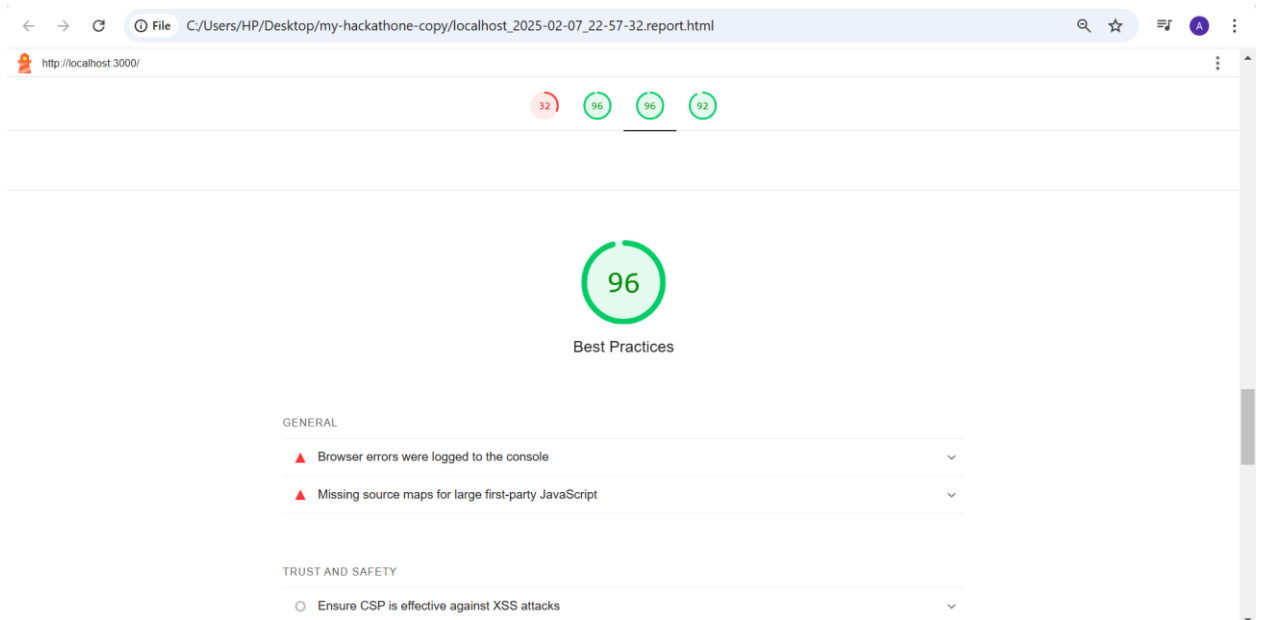 File C:/Users/HP/Desktop/my-hackathone-copy/localhost_2025-02-07_22-57-32.report.html A
http://localhost:3000/
32 96 96 92
96
Best Practices
GENERAL
Browser errors were logged to the console
Missing source maps for large first-party JavaScript
TRUST AND SAFETY
Ensure CSP is effective against XSS attacks